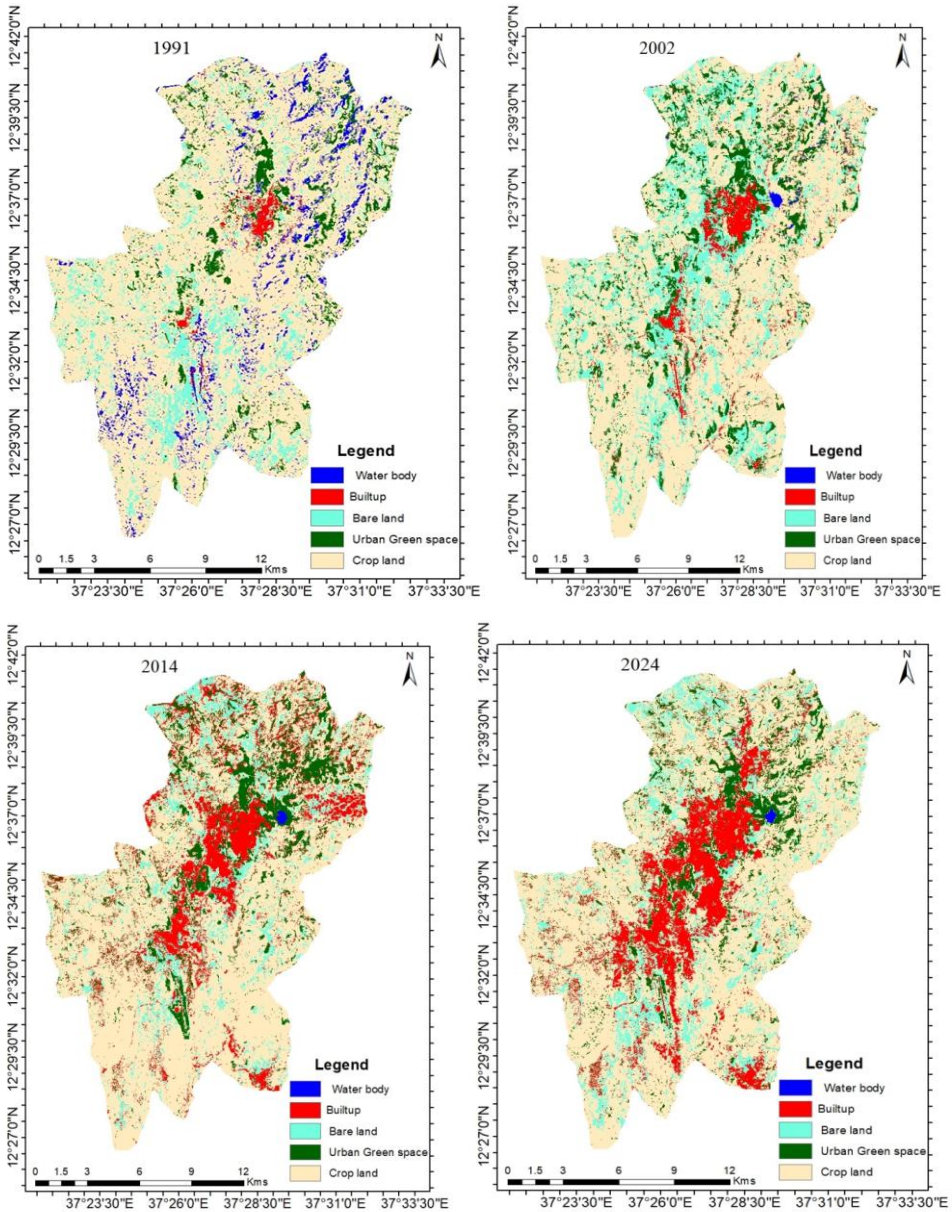 1991
N
12°42'0"N
12°39'30"N
12°37'0"N
12°34'30"N
12°32'0"N
12°29'30"N
12°27'0"N
Legend
Water body
Builtup
Bare land
Urban Green space
Crop land
0 1.5 3 6 9 12
Kms
37°23'30"E 37°26'0"E 37°28'30"E 37°31'0"E 37°33'30"E
2002
N
12°42'0"N
12°39'30"N
12°37'0"N
12°34'30"N
12°32'0"N
12°29'30"N
12°27'0"N
Legend
Water body
Builtup
Bare land
Urban Green space
Crop land
0 1.5 3 6 9 12
Kms
37°23'30"E 37°26'0"E 37°28'30"E 37°31'0"E 37°33'30"E
2014
N
12°42'0"N
12°39'30"N
12°37'0"N
12°34'30"N
12°32'0"N
12°29'30"N
12°27'0"N
Legend
Water body
Builtup
Bare land
Urban Green space
Crop land
0 1.5 3 6 9 12
Kms
37°23'30"E 37°26'0"E 37°28'30"E 37°31'0"E 37°33'30"E
2024
N
12°42'0"N
12°39'30"N
12°37'0"N
12°34'30"N
12°32'0"N
12°29'30"N
12°27'0"N
Legend
Water body
Builtup
Bare land
Urban Green space
Crop land
0 1.5 3 6 9 12
Kms
37°23'30"E 37°26'0"E 37°28'30"E 37°31'0"E 37°33'30"E